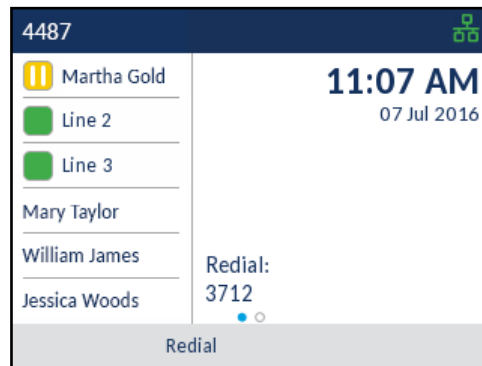 4487
Martha Gold
Line 2
Line 3
Mary Taylor
William James
Jessica Woods
11:07 AM
07 Jul 2016
Redial:
3712
Redial